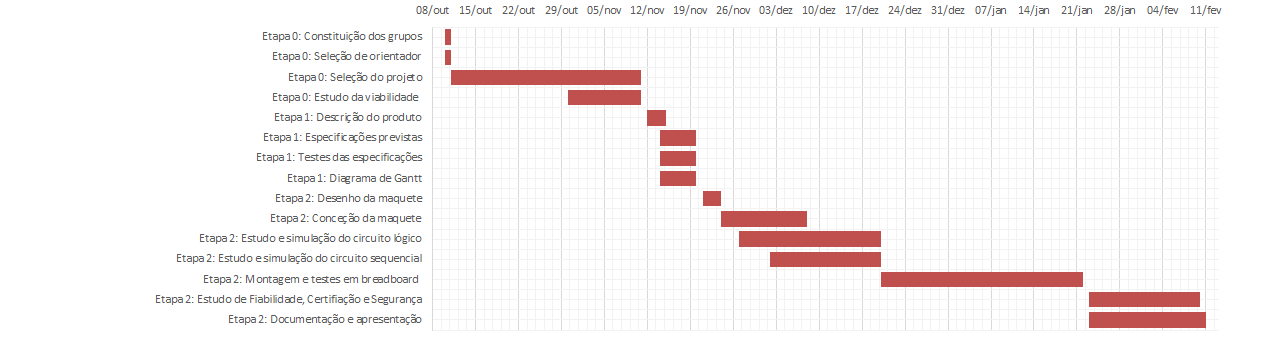 08/out 15/out 22/out 29/out 05/nov 12/nov 19/nov 26/nov 03/dez 10/dez 17/dez 24/dez 31/dez 07/jan 14/jan 21/jan 28/jan 04/fev 11/fev
Etapa 0: Constituição dos grupos
Etapa 0: Seleção de orientador
Etapa 0: Seleção do projeto
Etapa 0: Estudo da viabilidade
Etapa 1: Descrição do produto
Etapa 1: Especificações previstas
Etapa 1: Testes das especificações
Etapa 1: Diagrama de Gantt
Etapa 2: Desenho da maquete
Etapa 2: Conceção da maquete
Etapa 2: Estudo e simulação do circuito lógico
Etapa 2: Estudo e simulação do circuito sequencial
Etapa 2: Montagem e testes em breadboard
Etapa 2: Estudo de Fiabilidade, Certifiação e Segurança
Etapa 2: Documentação e apresentação